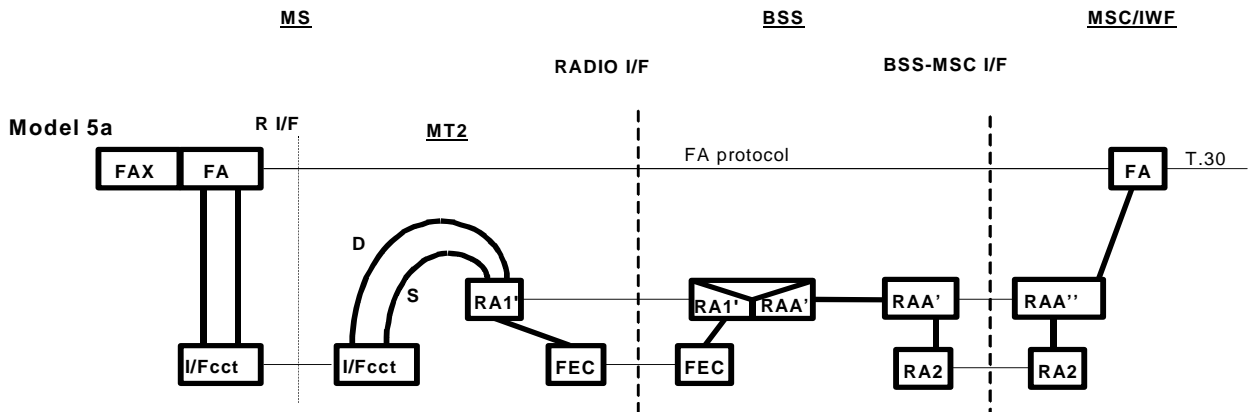 MS BSS MSC/IWF
RADIO I/F BSS-MSC I/F
Model 5a R I/F MT2
FAX FA FA protocol FA T.30
D
S
RA1' RA1' RAA' RAA' RAA''
I/Fcct I/Fcct FEC FEC RA2 RA2